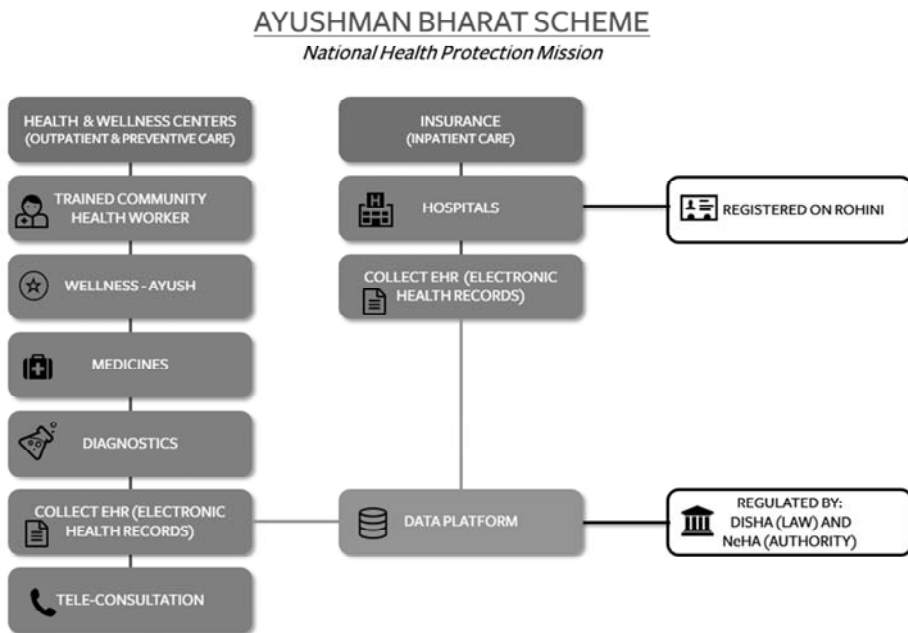 AYUSHMAN BHARAT SCHEME
National Health Protection Mission
HEALTH & WELLNESS CENTERS
(OUTPATIENT & PREVENTIVE CARE)
TRAINED COMMUNITY
HEALTH WORKER
WELLNESS - AYUSH
MEDICINES
DIAGNOSTICS
COLLECT EHR (ELECTRONIC
HEALTH RECORDS)
TELE-CONSULTATION
INSURANCE
(INPATIENT CARE)
H
HOSPITALS
COLLECT EHR (ELECTRONIC
HEALTH RECORDS)
DATA PLATFORM
REGISTERED ON ROHINI
REGULATED BY:
DISHA (LAW) AND
NeHA (AUTHORITY)